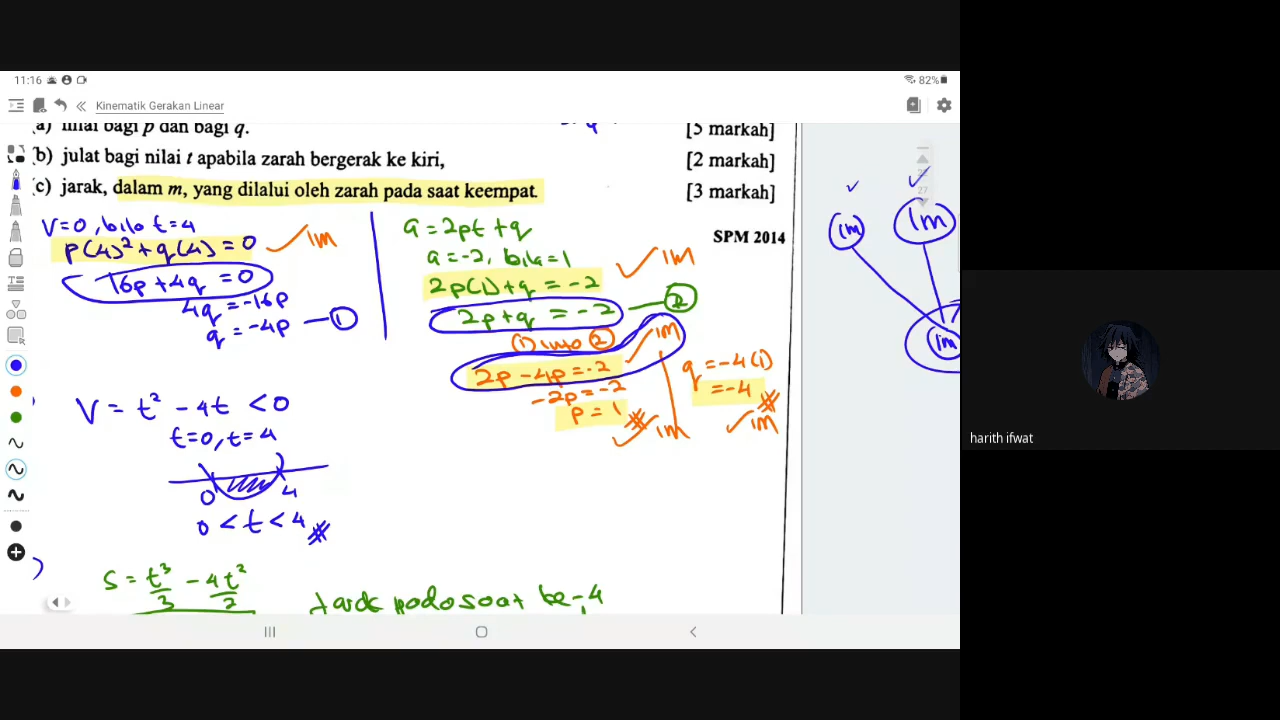 11:16
82%
Kinematik Gerakan Linear
(a) nilai bagi p dan bagi q. [5 markah]
(b) julat bagi nilai t apabila zarah bergerak ke kiri, [2 markah]
(c) jarak, dalam m, yang dilalui oleh zarah pada saat keempat. [3 markah]
SPM 2014
V=0, bila t=4
p(4)²+q(4)=0 ✓ 1m
16p+4q=0
4q=-16p
q=-4p — ①
a=2pt+q
a=-2, bila=1
2p(1)+q=-2 ✓ 1m
2p+q=-2 — ②
① into ②
2p-4p=-2 ✓ 1m
-2p=-2
p=1 ✓ 1m
q=-4(1)
=-4
✓ 1m
V=t²-4t<0
t=0, t=4
0 4
0<t<4
S=t³/3-4t²/2
Jarak pada saat ke-4
1m 1m
1m
27
harith ifwat